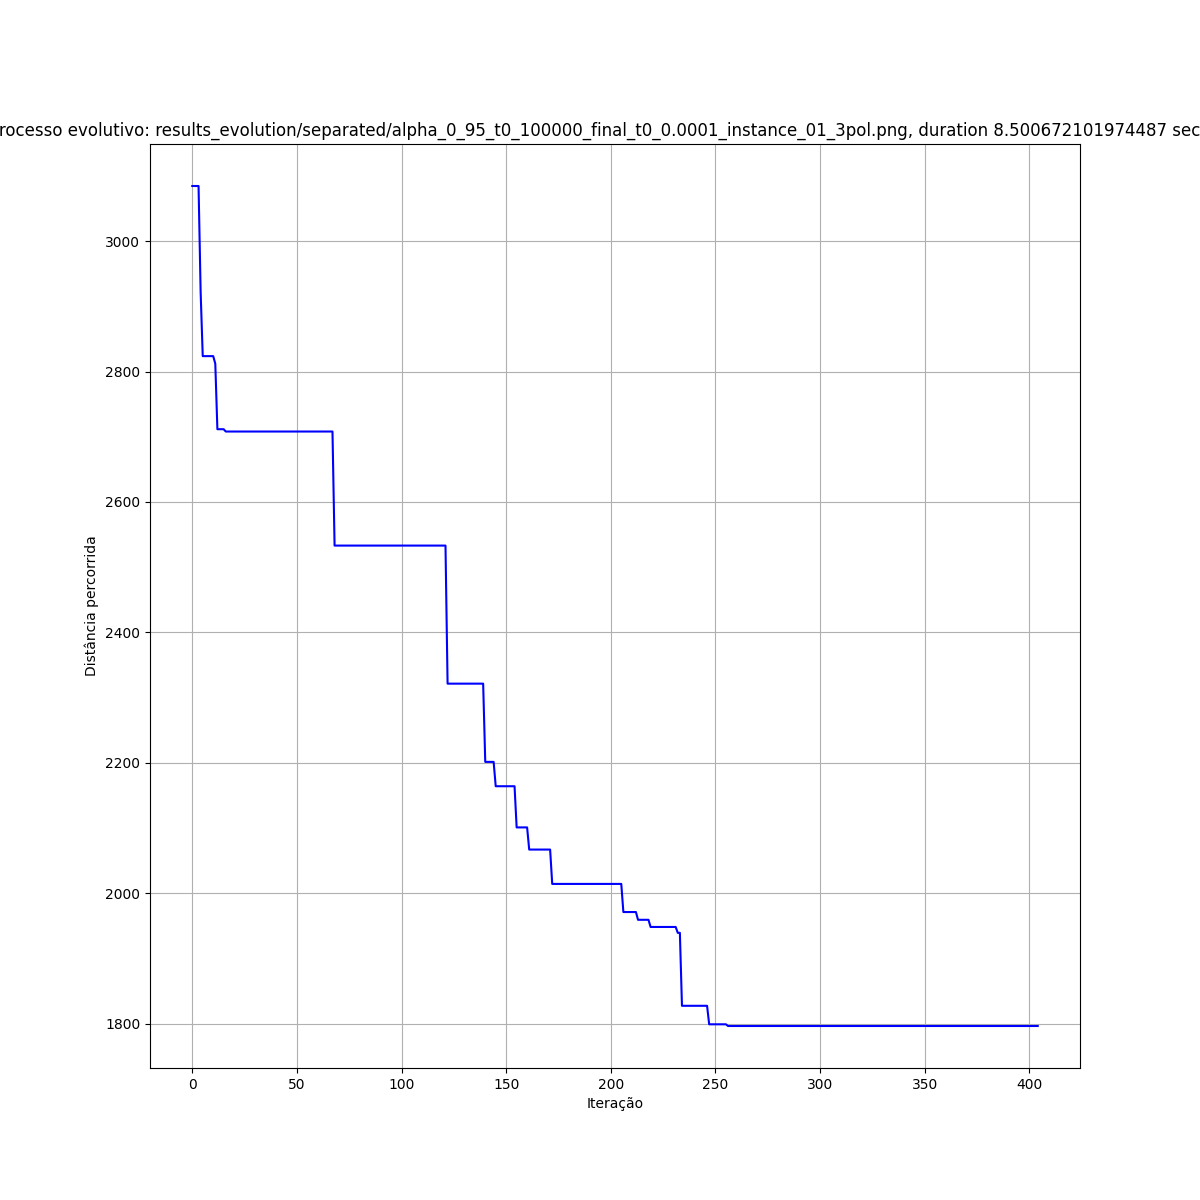 rocesso evolutivo: results_evolution/separated/alpha_0_95_t0_100000_final_t0_0.0001_instance_01_3pol.png, duration 8.500672101974487 sec
3000
2800
2600
2400
2200
2000
1800
Distância percorrida
0 50 100 150 200 250 300 350 400
Iteração